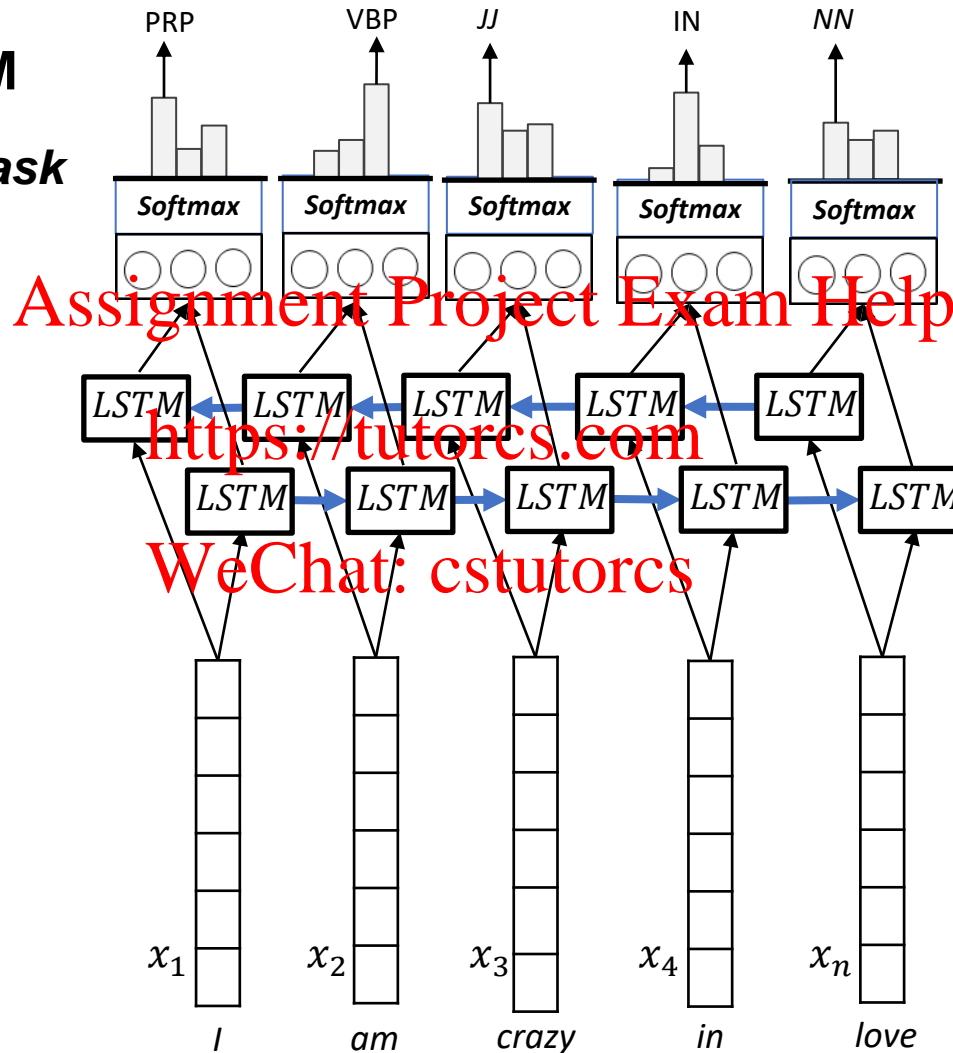 PRP VBP JJ IN NN
M
ask
Softmax Softmax Softmax Softmax Softmax
Assignment Project Exam Help
LSTM LSTM LSTM LSTM LSTM
https://tutorcs.com
LSTM LSTM LSTM LSTM LSTM
WeChat: cstutorcs
x₁ x₂ x₃ x₄ xₙ
I am crazy in love